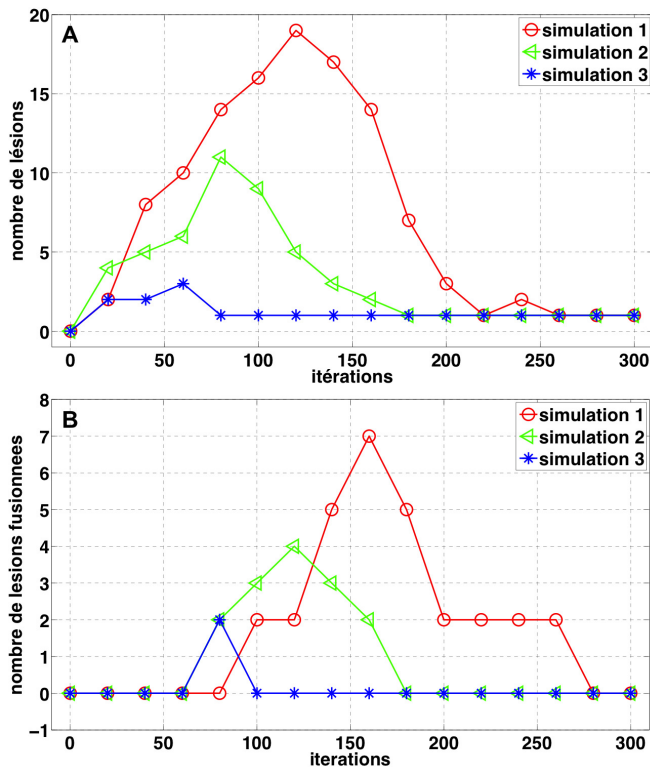 A
simulation 1
simulation 2
simulation 3
20
15
10
5
0
nombre de lésions
0 50 100 150 200 250 300
itérations
B
simulation 1
simulation 2
simulation 3
8
7
6
5
4
3
2
1
0
−1
nombre de lesions fusionnees
0 50 100 150 200 250 300
iterations